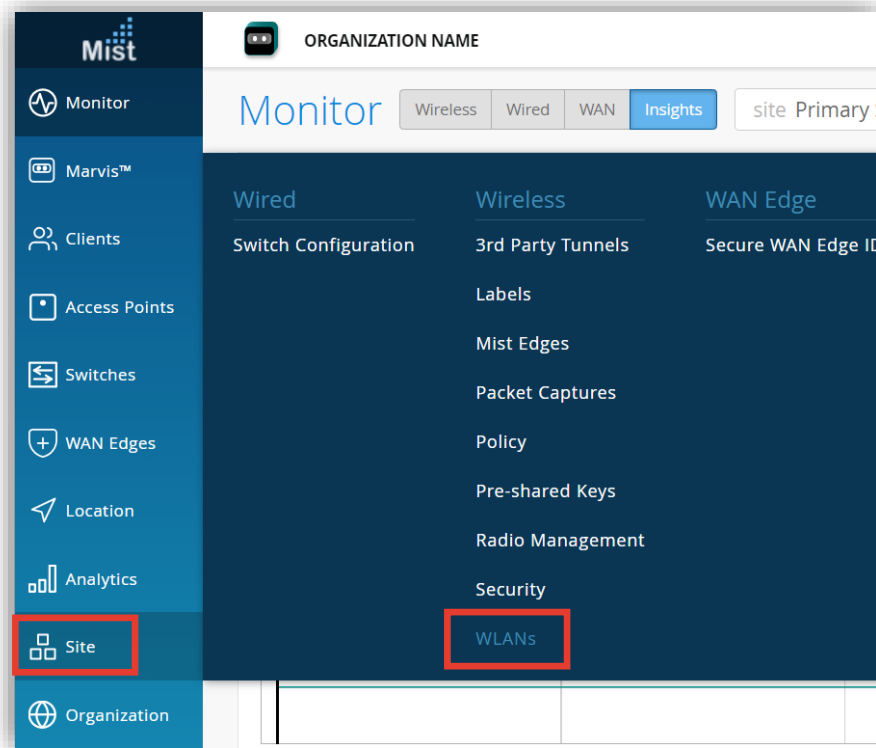 Mist
ORGANIZATION NAME
Monitor
Monitor
Wireless
Wired
WAN
Insights
site Primary
Marvis™
Clients
Access Points
Switches
WAN Edges
Location
Analytics
Site
Organization
Wired
Switch Configuration
Wireless
3rd Party Tunnels
Labels
Mist Edges
Packet Captures
Policy
Pre-shared Keys
Radio Management
Security
WLANs
WAN Edge
Secure WAN Edge ID